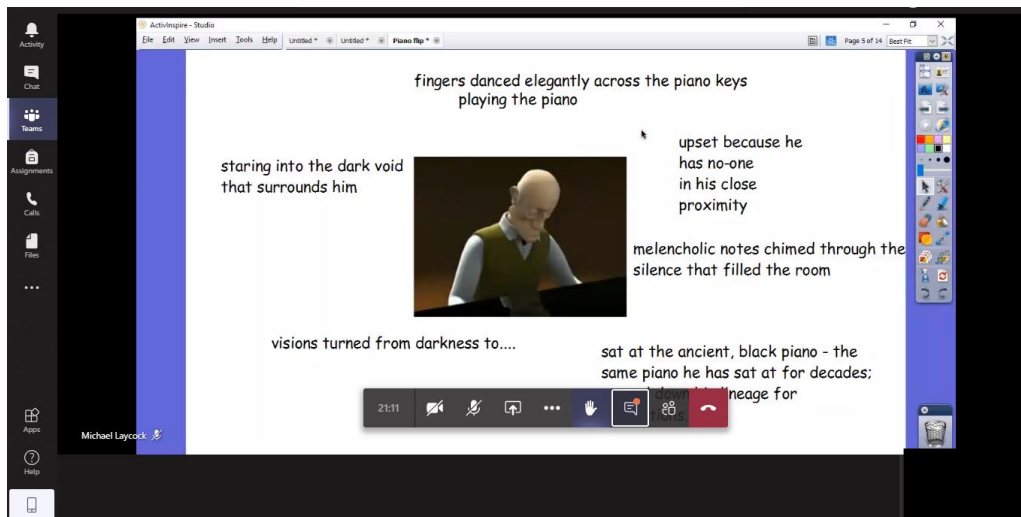 Activity
Chat
Teams
Assignments
Calls
Files
Apps
Help
ActivInspire - Studio
File Edit View Insert Tools Help Untitled * Untitled * Piano flip * Page 5 of 14 Best Fit
fingers danced elegantly across the piano keys
playing the piano
upset because he
has no-one
in his close
proximity
staring into the dark void
that surrounds him
melencholic notes chimed through the
silence that filled the room
visions turned from darkness to....
sat at the ancient, black piano - the
same piano he has sat at for decades;
down lineage for
21:11
Michael Laycock